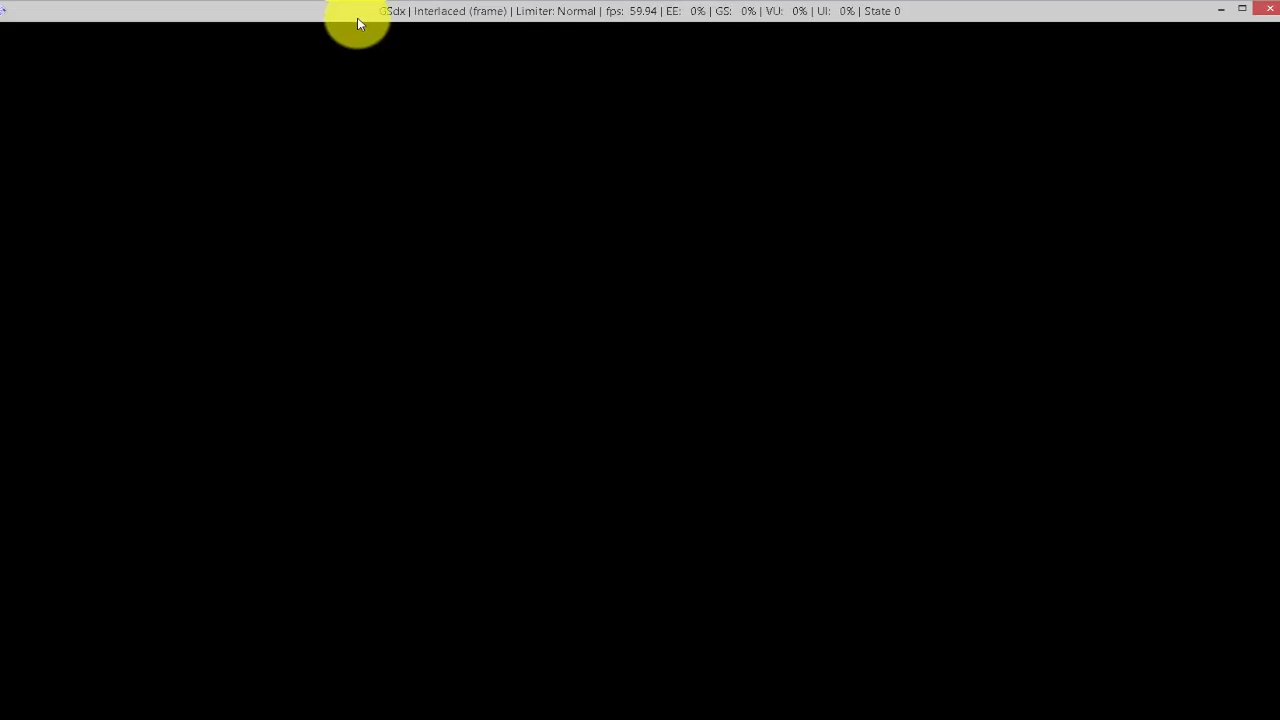 GSdx | Interlaced (frame) | Limiter: Normal | fps: 59.94 | EE: 0% | GS: 0% | VU: 0% | UI: 0% | State 0